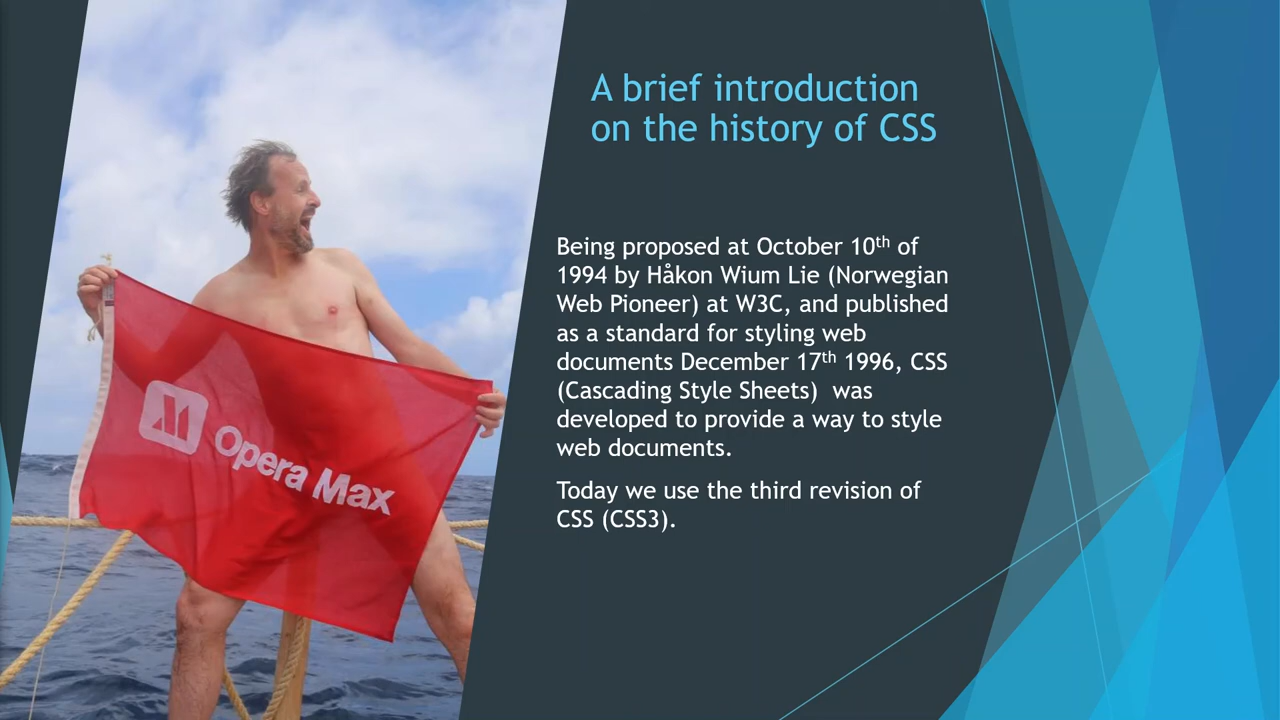 A brief introduction
on the history of CSS
Being proposed at October 10th of
1994 by Håkon Wium Lie (Norwegian
Web Pioneer) at W3C, and published
as a standard for styling web
documents December 17th 1996, CSS
(Cascading Style Sheets)  was
developed to provide a way to style
web documents.
Today we use the third revision of
CSS (CSS3).
Opera Max